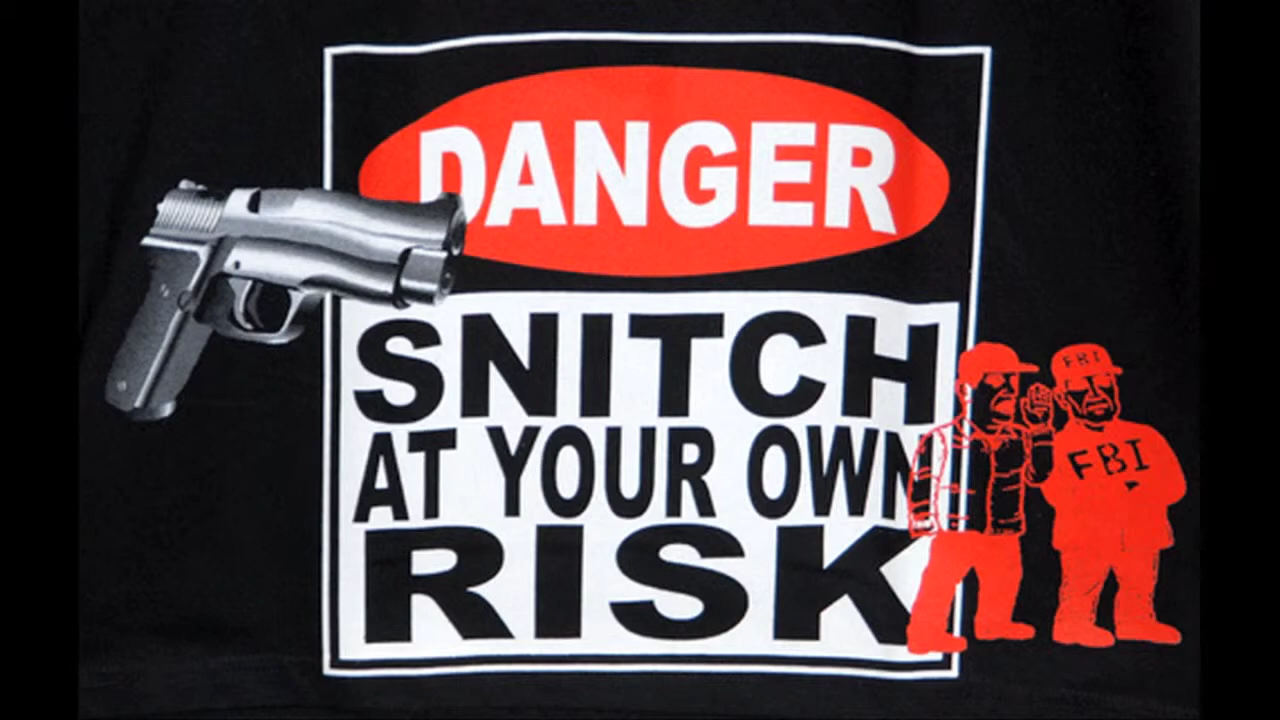 DANGER
SNITCH
AT YOUR OWN
RISK
FBI
FBI